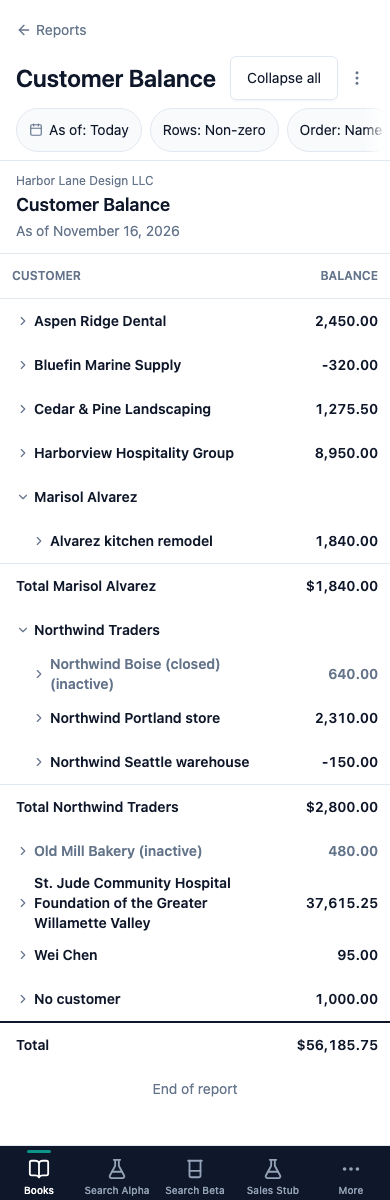 Reports
Customer Balance
Collapse all
As of: Today
Rows: Non-zero
Order: Name
Harbor Lane Design LLC
Customer Balance
As of November 16, 2026
CUSTOMER BALANCE
Aspen Ridge Dental 2,450.00
Bluefin Marine Supply -320.00
Cedar & Pine Landscaping 1,275.50
Harborview Hospitality Group 8,950.00
Marisol Alvarez
Alvarez kitchen remodel 1,840.00
Total Marisol Alvarez $1,840.00
Northwind Traders
Northwind Boise (closed)
(inactive) 640.00
Northwind Portland store 2,310.00
Northwind Seattle warehouse -150.00
Total Northwind Traders $2,800.00
Old Mill Bakery (inactive) 480.00
St. Jude Community Hospital
Foundation of the Greater 37,615.25
Willamette Valley
Wei Chen 95.00
No customer 1,000.00
Total $56,185.75
End of report
Books Search Alpha Search Beta Sales Stub More